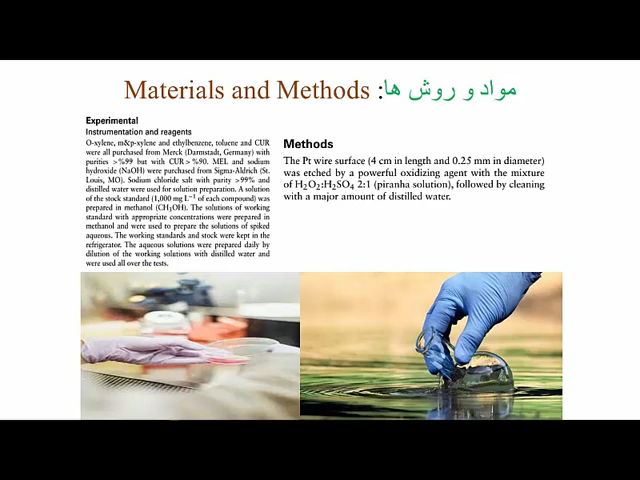 Materials and Methods :مواد و روش ها
Experimental
Instrumentation and reagents
O-xylene, m&p-xylene and ethylbenzene, toluene and CUR
were all purchased from Merck (Darmstadt, Germany) with
purities >%99 but with CUR>%90. MEL and sodium
hydroxide (NaOH) were purchased from Sigma-Aldrich (St.
Louis, MO). Sodium chloride salt with purity >99% and
distilled water were used for solution preparation. A solution
of the stock standard (1,000 mg L⁻¹ of each compound) was
prepared in methanol (CH₃OH). The solutions of working
standard with appropriate concentrations were prepared in
methanol and were used to prepare the solutions of spiked
aqueous. The working standards and stock were kept in the
refrigerator. The aqueous solutions were prepared daily by
dilution of the working solutions with distilled water and
were used all over the tests.
Methods
The Pt wire surface (4 cm in length and 0.25 mm in diameter)
was etched by a powerful oxidizing agent with the mixture
of H₂O₂:H₂SO₄ 2:1 (piranha solution), followed by cleaning
with a major amount of distilled water.